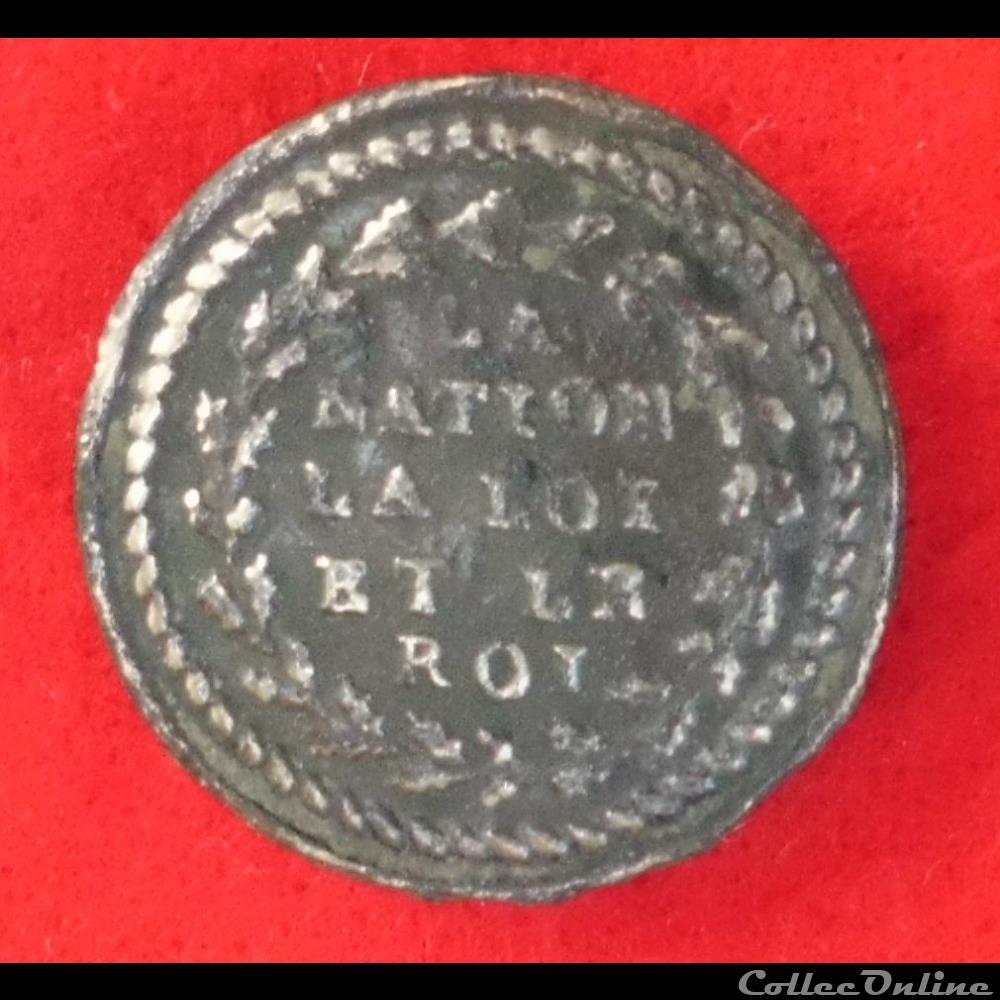 LA
NATION
LA LOI
ET LE
ROI
CollecOnline